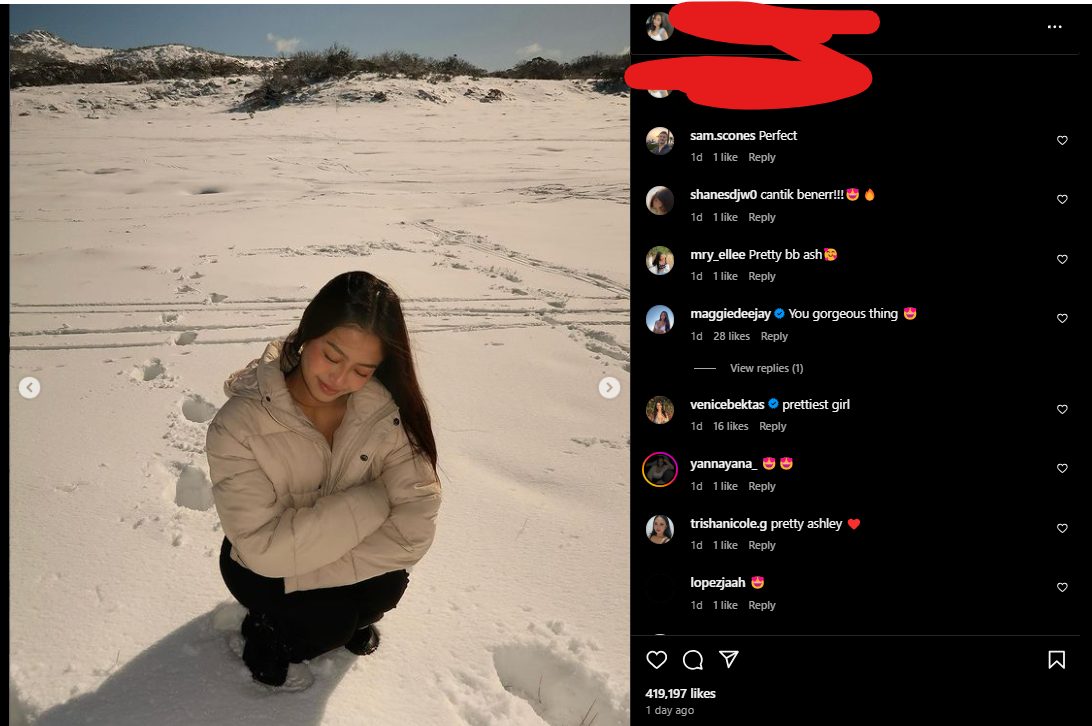 sam.scones Perfect
1d 1 like Reply
shanesdjw0 cantik benerr!!!😍🔥
1d 1 like Reply
mry_ellee Pretty bb ash🥰
1d 1 like Reply
maggiedeejay You gorgeous thing 😍
1d 28 likes Reply
View replies (1)
venicebektas prettiest girl
1d 16 likes Reply
yannayana_ 😍😍
1d 1 like Reply
trishanicole.g pretty ashley ♥️
1d 1 like Reply
lopezjaah 😍
1d 1 like Reply
419,197 likes
1 day ago